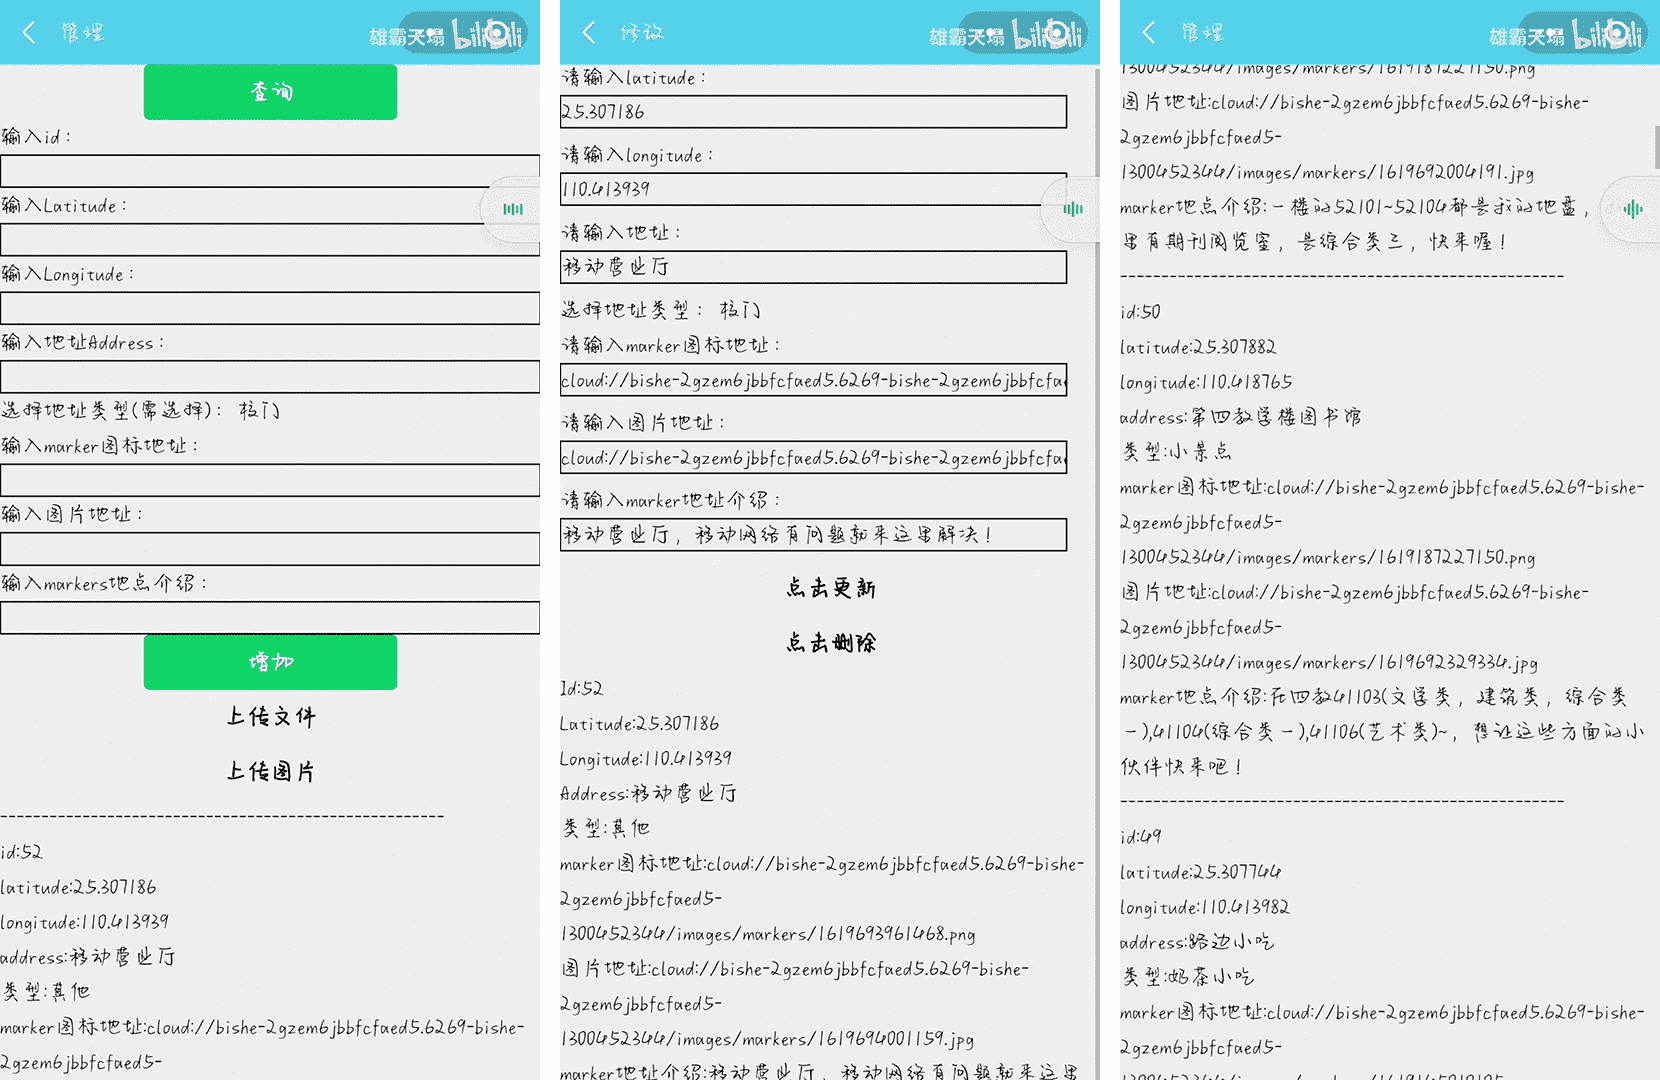 管理
雄霸天塌 bilibili
查询
输入id：
输入Latitude：
输入Longitude：
输入地址Address：
选择地址类型(需选择)： 校门
输入marker图标地址：
输入图片地址：
输入markers地点介绍：
增加
上传文件
上传图片
------------------------------------------------------
id:52
latitude:25.307186
longitude:110.413939
address:移动营业厅
类型:其他
marker图标地址:cloud://bishe-2gzem6jbbfcfaed5.6269-bishe-
2gzem6jbbfcfaed5-
修改
雄霸天塌 bilibili
请输入latitude：
25.307186
请输入longitude：
110.413939
请输入地址：
移动营业厅
选择地址类型： 校门
请输入marker图标地址：
cloud://bishe-2gzem6jbbfcfaed5.6269-bishe-2gzem6jbbfcfa
请输入图片地址：
cloud://bishe-2gzem6jbbfcfaed5.6269-bishe-2gzem6jbbfcfa
请输入marker地址介绍：
移动营业厅，移动网络有问题就来这里解决！
点击更新
点击删除
Id:52
Latitude:25.307186
Longitude:110.413939
Address:移动营业厅
类型:其他
marker图标地址:cloud://bishe-2gzem6jbbfcfaed5.6269-bishe-
2gzem6jbbfcfaed5-
1300452344/images/markers/1619693961468.png
图片地址:cloud://bishe-2gzem6jbbfcfaed5.6269-bishe-
2gzem6jbbfcfaed5-
1300452344/images/markers/1619694001159.jpg
marker地址介绍:移动营业厅，移动网络有问题就来这里
管理
雄霸天塌 bilibili
1300452344/images/markers/1619187227150.png
图片地址:cloud://bishe-2gzem6jbbfcfaed5.6269-bishe-
2gzem6jbbfcfaed5-
1300452344/images/markers/1619692004191.jpg
marker地点介绍:一楼的52101~52104都是我的地盘，
里有期刊阅览室，是综合类三，快来喔！
------------------------------------------------------
id:50
latitude:25.307882
longitude:110.418765
address:第四教学楼图书馆
类型:小景点
marker图标地址:cloud://bishe-2gzem6jbbfcfaed5.6269-bishe-
2gzem6jbbfcfaed5-
1300452344/images/markers/1619187227150.png
图片地址:cloud://bishe-2gzem6jbbfcfaed5.6269-bishe-
2gzem6jbbfcfaed5-
1300452344/images/markers/1619692329334.jpg
marker地点介绍:在四教41103(文学类，建筑类，综合类
一),41104(综合类一),41106(艺术类)~，想让这些方面的小
伙伴快来吧！
------------------------------------------------------
id:49
latitude:25.307744
longitude:110.413982
address:路边小吃
类型:奶茶小吃
marker图标地址:cloud://bishe-2gzem6jbbfcfaed5.6269-bishe-
2gzem6jbbfcfaed5-